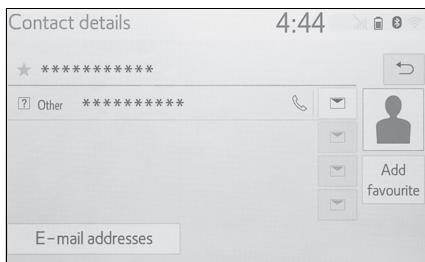 Contact details 4:44
***********
? Other **********
Add
favourite
E-mail addresses